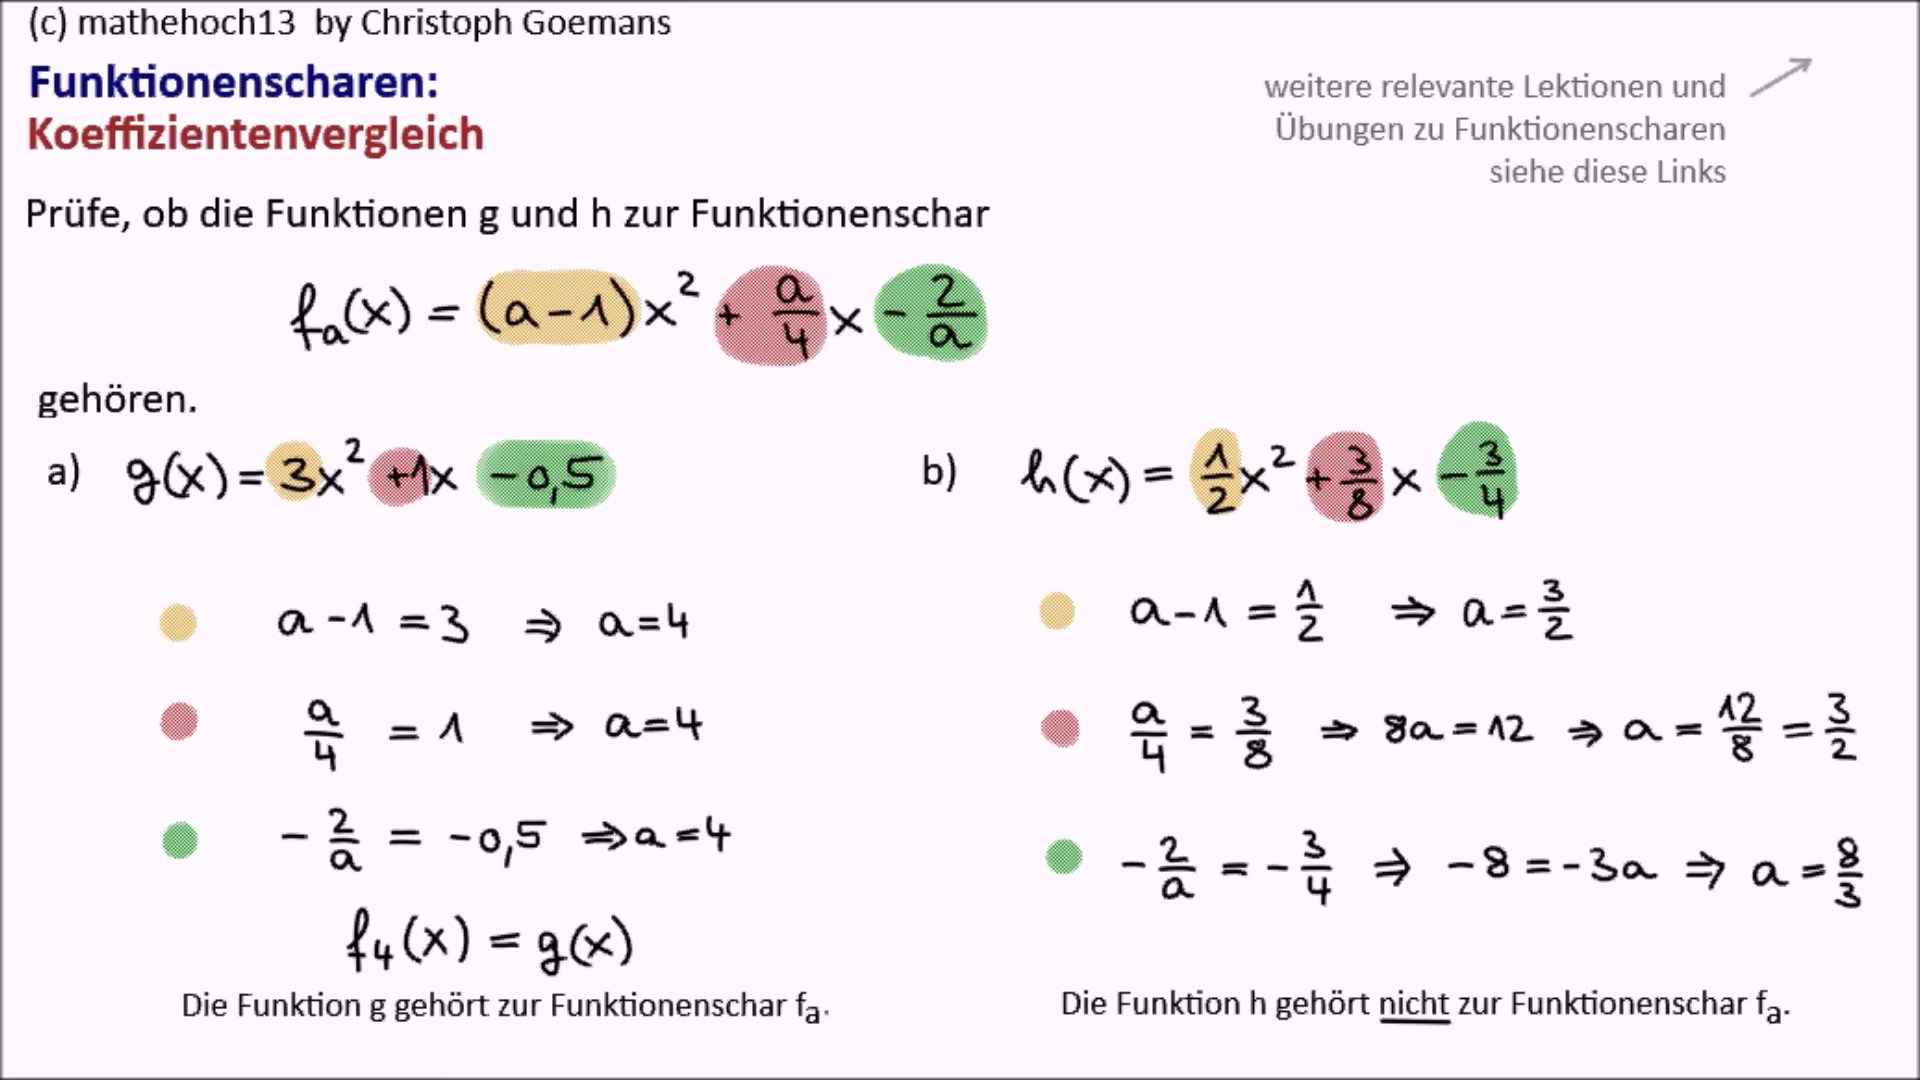 (c) mathehoch13 by Christoph Goemans
Funktionenscharen:
Koeffizientenvergleich
weitere relevante Lektionen und
Übungen zu Funktionenscharen
siehe diese Links
Prüfe, ob die Funktionen g und h zur Funktionenschar
fₐ(x) = (a-1)x² + a/4 x - 2/a
gehören.
a) g(x) = 3x² +1x -0,5
a-1 = 3 ⇒ a=4
a/4 = 1 ⇒ a=4
- 2/a = -0,5 ⇒ a=4
f₄(x) = g(x)
Die Funktion g gehört zur Funktionenschar fₐ.
b) h(x) = 1/2 x² + 3/8 x - 3/4
a-1 = 1/2 ⇒ a = 3/2
a/4 = 3/8 ⇒ 8a = 12 ⇒ a = 12/8 = 3/2
- 2/a = - 3/4 ⇒ -8 = -3a ⇒ a = 8/3
Die Funktion h gehört nicht zur Funktionenschar fₐ.